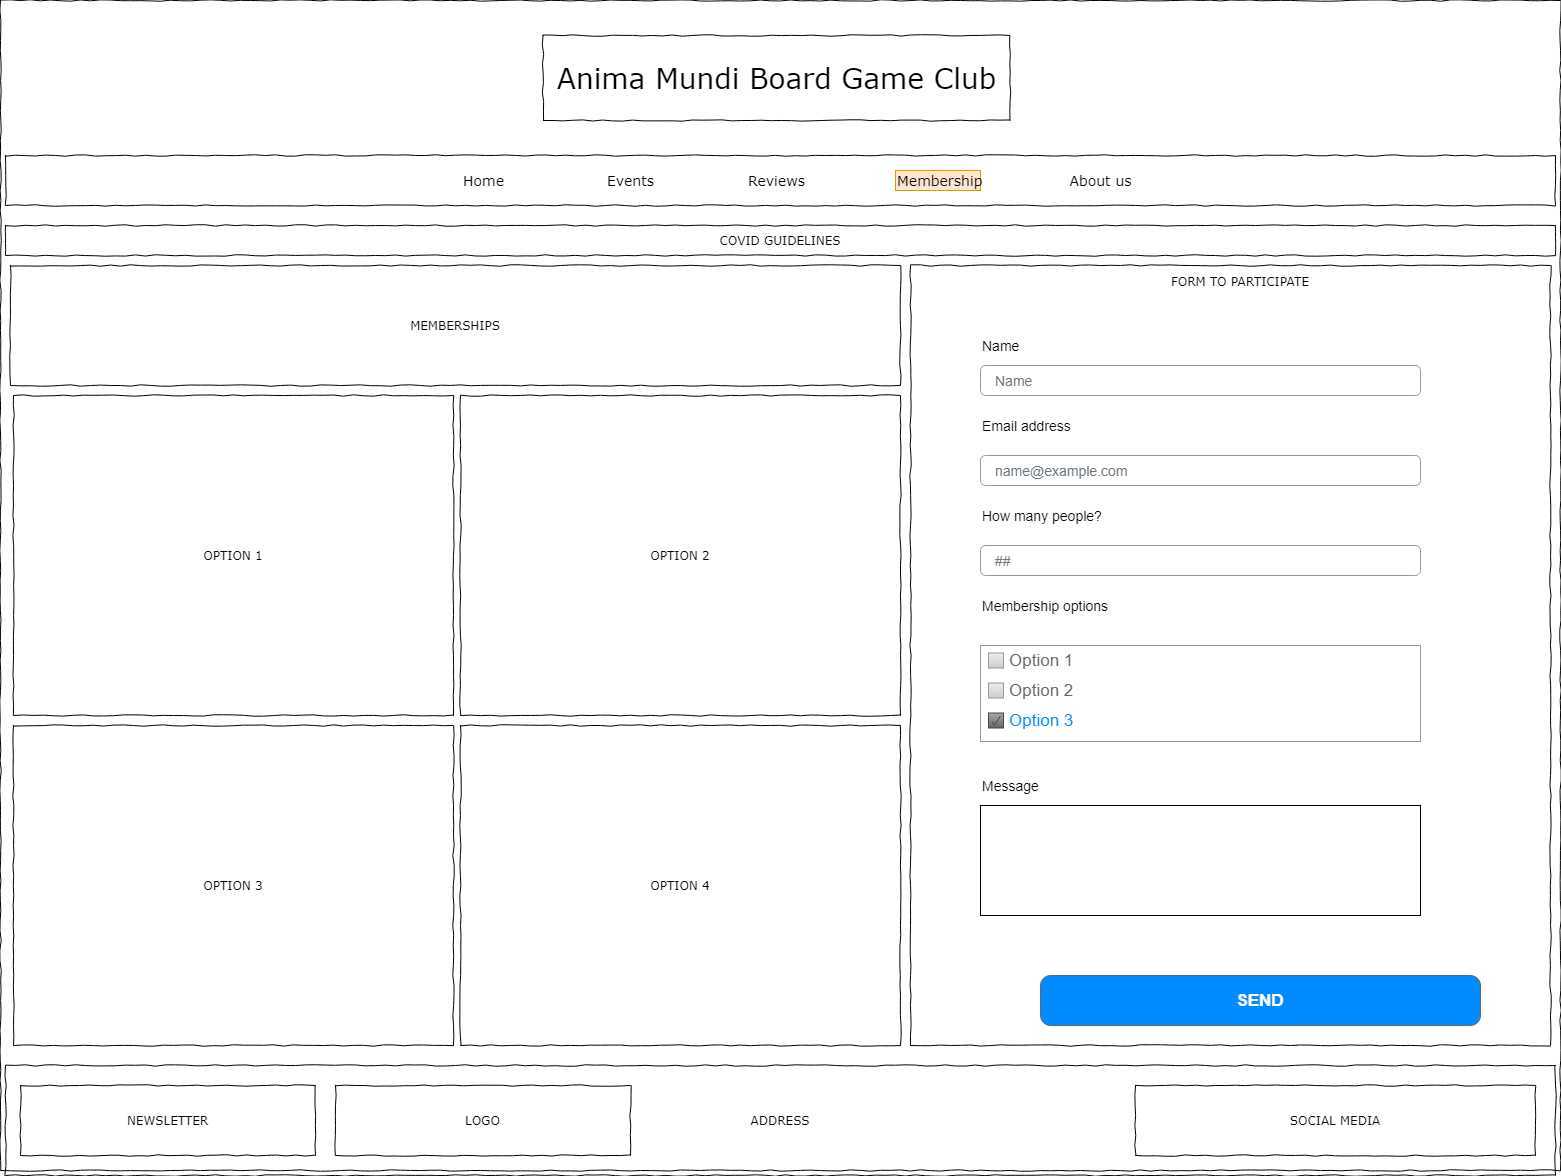 Anima Mundi Board Game Club
Home Events Reviews Membership About us
COVID GUIDELINES
MEMBERSHIPS
OPTION 1
OPTION 2
OPTION 3
OPTION 4
FORM TO PARTICIPATE
Name
Name
Email address
name@example.com
How many people?
##
Membership options
Option 1
Option 2
Option 3
Message
SEND
NEWSLETTER
LOGO
ADDRESS
SOCIAL MEDIA